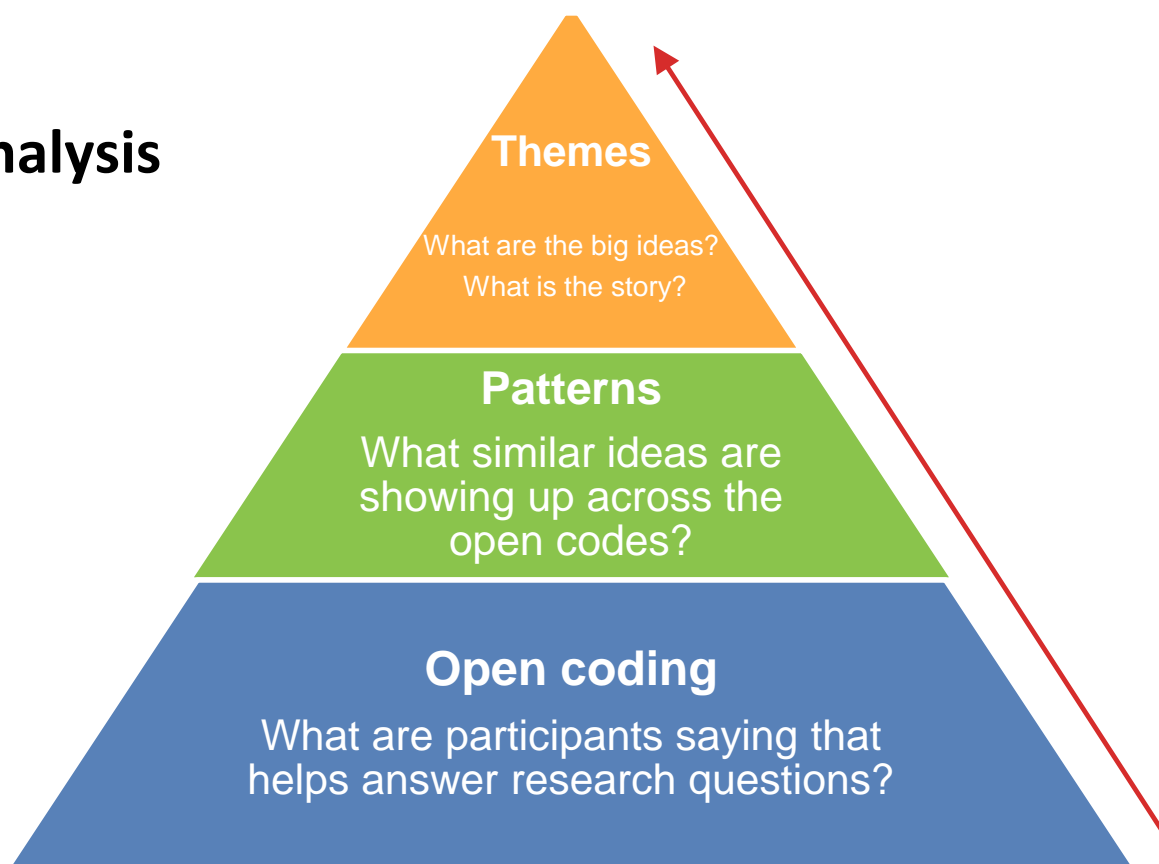 nalysis
Themes
What are the big ideas?
What is the story?
Patterns
What similar ideas are
showing up across the
open codes?
Open coding
What are participants saying that
helps answer research questions?